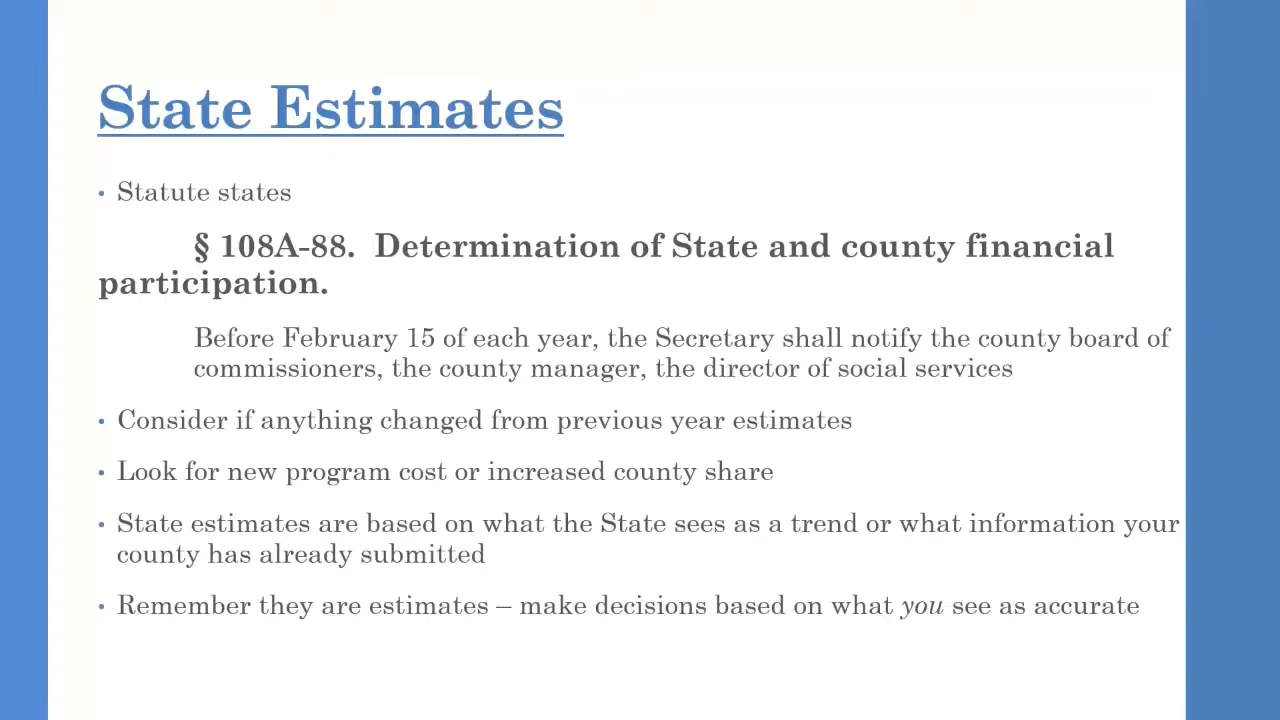 State Estimates
• Statute states
§ 108A-88.  Determination of State and county financial
participation.
Before February 15 of each year, the Secretary shall notify the county board of
commissioners, the county manager, the director of social services
• Consider if anything changed from previous year estimates
• Look for new program cost or increased county share
• State estimates are based on what the State sees as a trend or what information your
county has already submitted
• Remember they are estimates – make decisions based on what you see as accurate